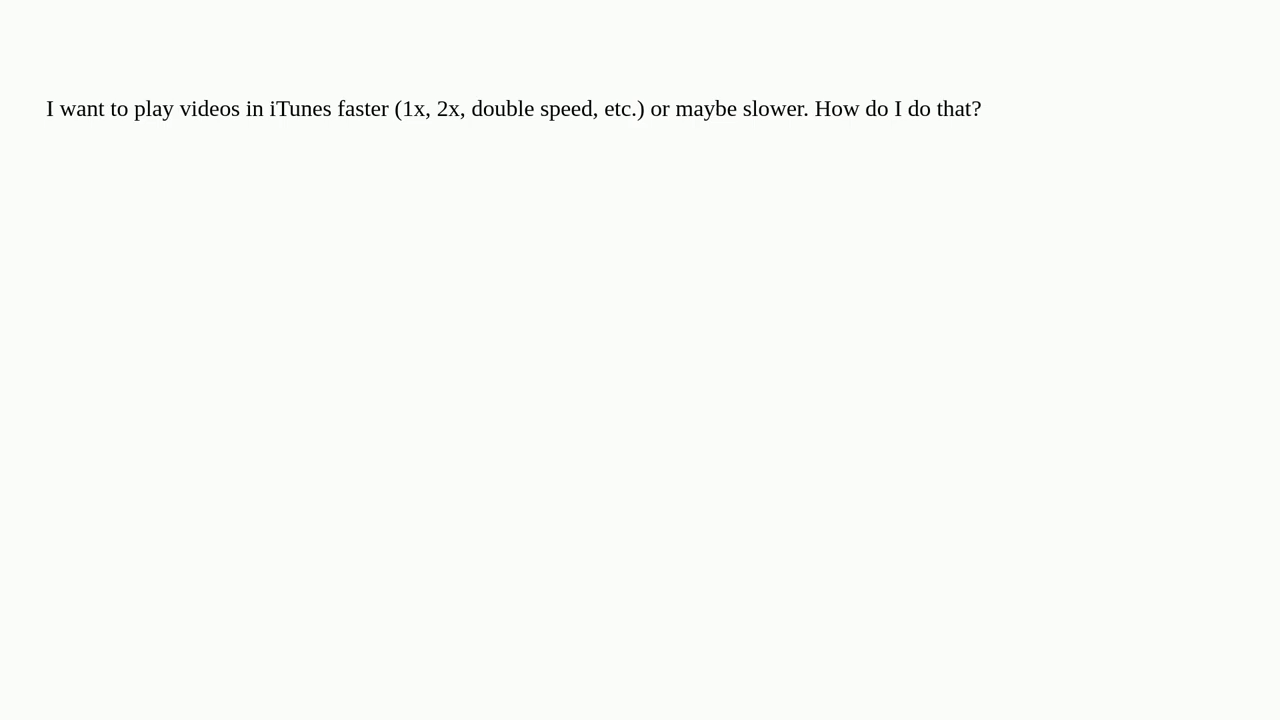 I want to play videos in iTunes faster (1x, 2x, double speed, etc.) or maybe slower. How do I do that?